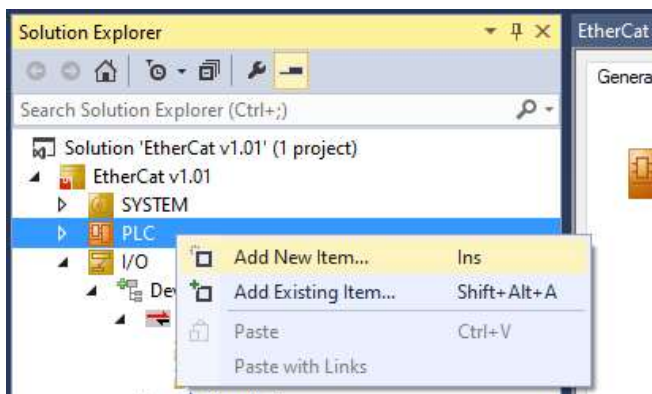 Solution Explorer
EtherCat
Genera
Search Solution Explorer (Ctrl+;)
Solution 'EtherCat v1.01' (1 project)
EtherCat v1.01
SYSTEM
PLC
Add New Item... Ins
I/O
Add Existing Item... Shift+Alt+A
Dev
Paste Ctrl+V
Paste with Links